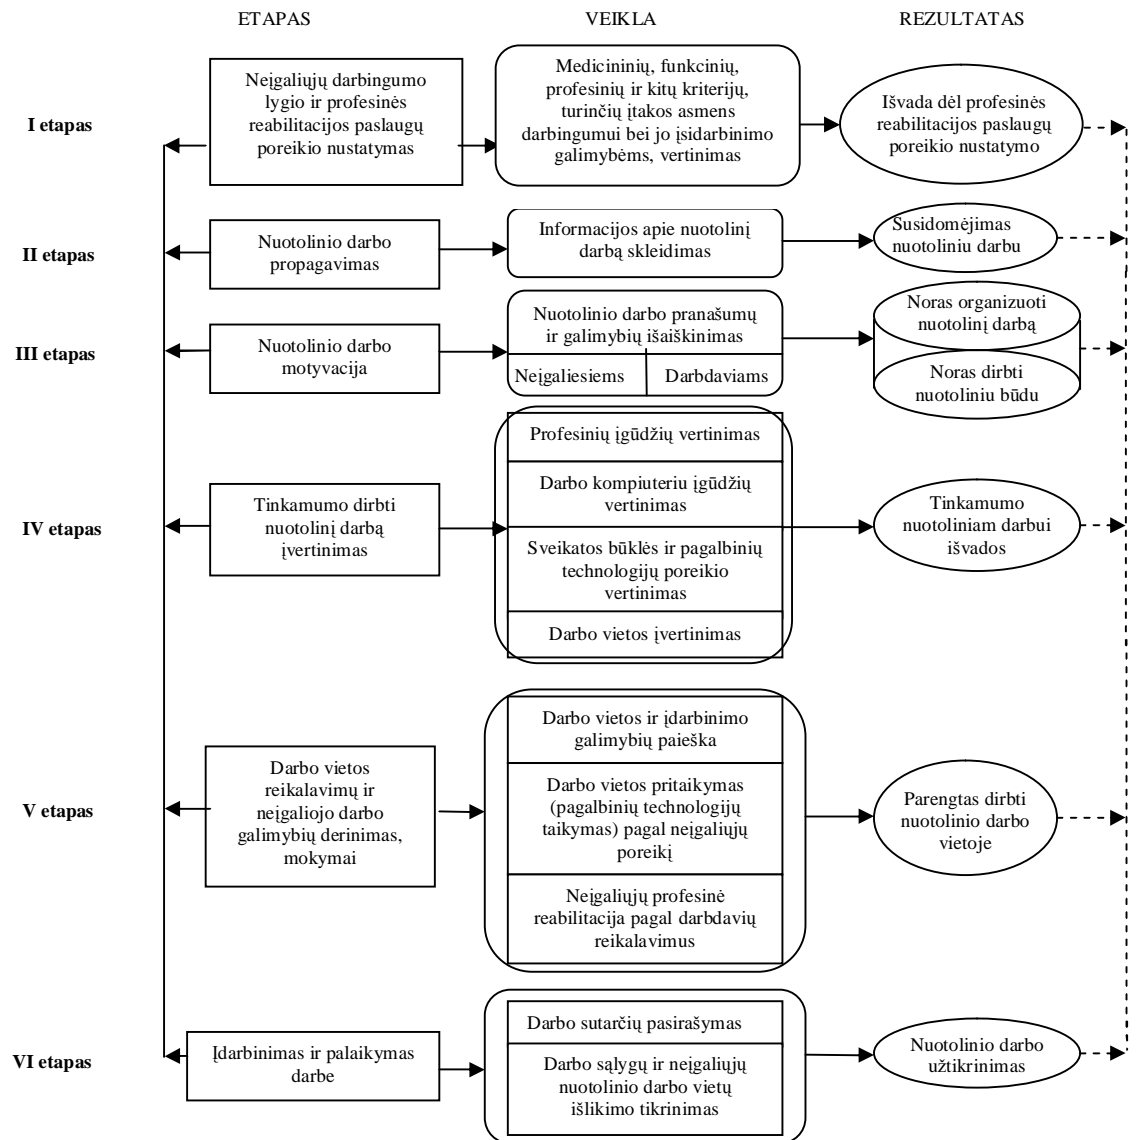 ETAPAS
VEIKLA
REZULTATAS
I etapas
Neįgaliųjų darbingumo
lygio ir profesinės
reabilitacijos paslaugų
poreikio nustatymas
Medicininių, funkcinių,
profesinių ir kitų kriterijų,
turinčių įtakos asmens
darbingumui bei jo įsidarbinimo
galimybėms, vertinimas
Išvada dėl profesinės
reabilitacijos paslaugų
poreikio nustatymo
II etapas
Nuotolinio darbo
propagavimas
Informacijos apie nuotolinį
darbą skleidimas
Susidomėjimas
nuotoliniu darbu
III etapas
Nuotolinio darbo
motyvacija
Nuotolinio darbo pranašumų
ir galimybių išaiškinimas
Neįgaliesiems
Darbdaviams
Noras organizuoti
nuotolinį darbą
Noras dirbti
nuotoliniu būdu
IV etapas
Tinkamumo dirbti
nuotolinį darbą
įvertinimas
Profesinių įgūdžių vertinimas
Darbo kompiuteriu įgūdžių
vertinimas
Sveikatos būklės ir pagalbinių
technologijų poreikio
vertinimas
Darbo vietos įvertinimas
Tinkamumo
nuotoliniam darbui
išvados
V etapas
Darbo vietos
reikalavimų ir
neįgaliojo darbo
galimybių derinimas,
mokymai
Darbo vietos ir įdarbinimo
galimybių paieška
Darbo vietos pritaikymas
(pagalbinių technologijų
taikymas) pagal neįgaliųjų
poreikį
Neįgaliųjų profesinė
reabilitacija pagal darbdavių
reikalavimus
Parengtas dirbti
nuotolinio darbo
vietoje
VI etapas
Įdarbinimas ir palaikymas
darbe
Darbo sutarčių pasirašymas
Darbo sąlygų ir neįgaliųjų
nuotolinio darbo vietų
išlikimo tikrinimas
Nuotolinio darbo
užtikrinimas